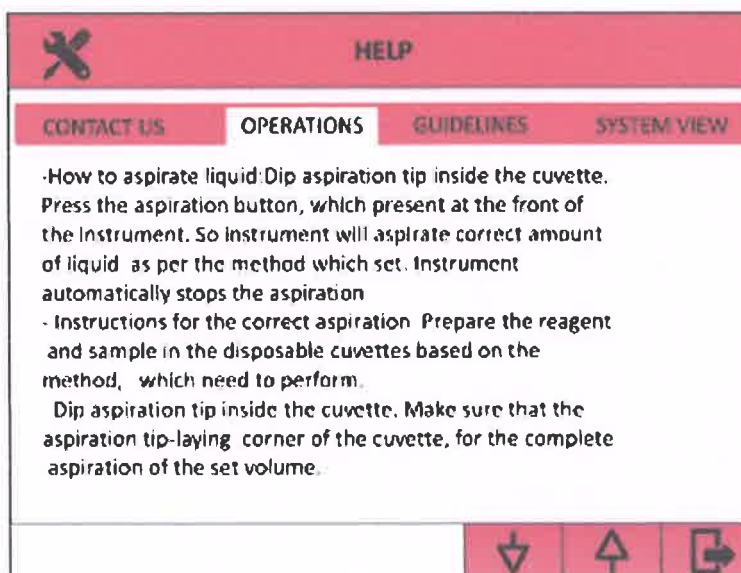 HELP
CONTACT US OPERATIONS GUIDELINES SYSTEM VIEW
-How to aspirate liquid:Dip aspiration tip inside the cuvette.
Press the aspiration button, which present at the front of
the Instrument. So Instrument will aspirate correct amount
of liquid as per the method which set. Instrument
automatically stops the aspiration
- Instructions for the correct aspiration Prepare the reagent
and sample in the disposable cuvettes based on the
method, which need to perform.
Dip aspiration tip inside the cuvette. Make sure that the
aspiration tip-laying corner of the cuvette, for the complete
aspiration of the set volume.